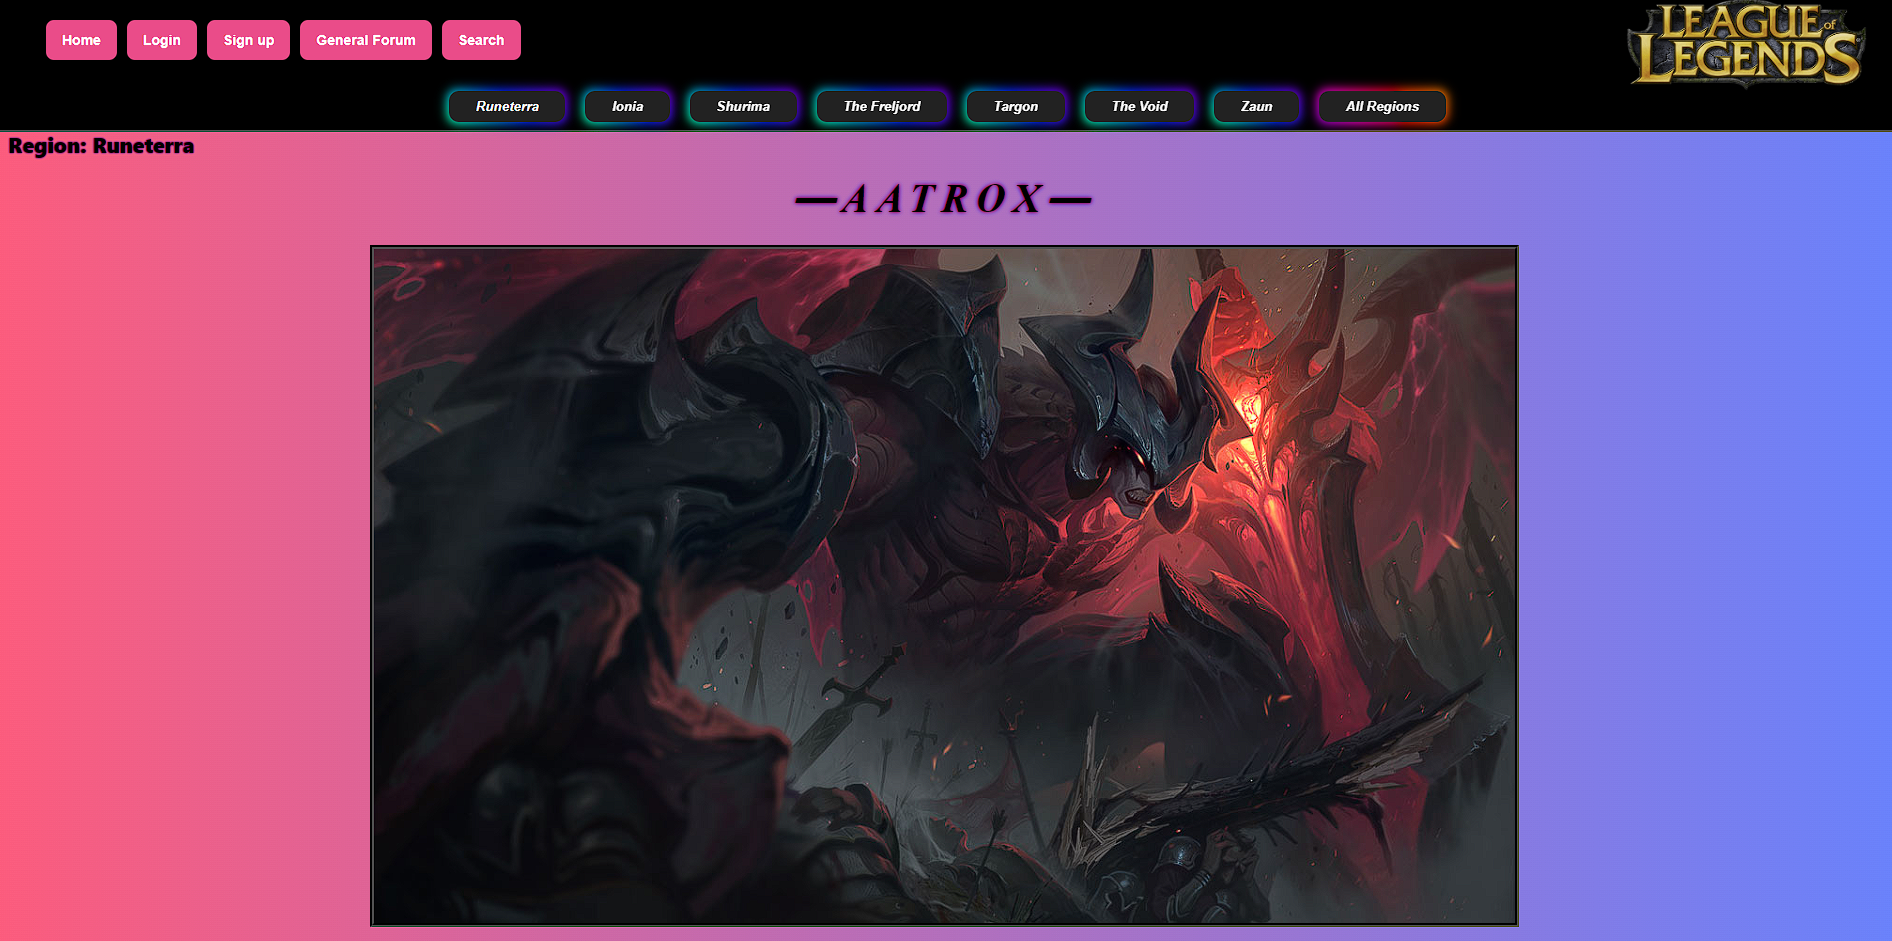 Home Login Sign up General Forum Search
LEAGUE of
LEGENDS
Runeterra Ionia Shurima The Freljord Targon The Void Zaun All Regions
Region: Runeterra
—AATROX—